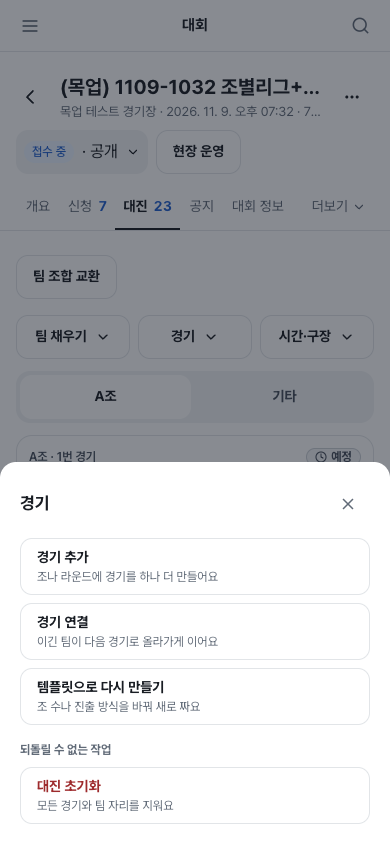 대회
(목업) 1109-1032 조별리그+...
목업 테스트 경기장 · 2026. 11. 9. 오후 07:32 · 7...
접수 중 · 공개
현장 운영
개요 신청 7 대진 23 공지 대회 정보 더보기
팀 조합 교환
팀 채우기 경기 시간·구장
A조 기타
A조 · 1번 경기 예정
경기
경기 추가
조나 라운드에 경기를 하나 더 만들어요
경기 연결
이긴 팀이 다음 경기로 올라가게 이어요
템플릿으로 다시 만들기
조 수나 진출 방식을 바꿔 새로 짜요
되돌릴 수 없는 작업
대진 초기화
모든 경기와 팀 자리를 지워요